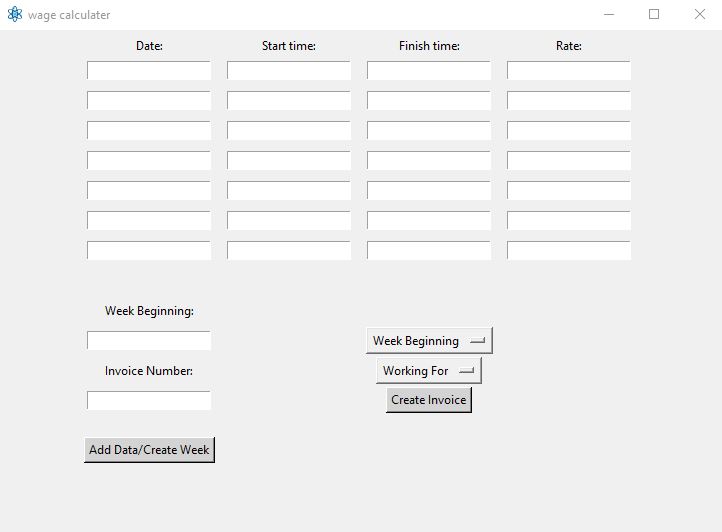 wage calculater
Date: Start time: Finish time: Rate:
Week Beginning:
Week Beginning
Invoice Number:
Working For
Create Invoice
Add Data/Create Week